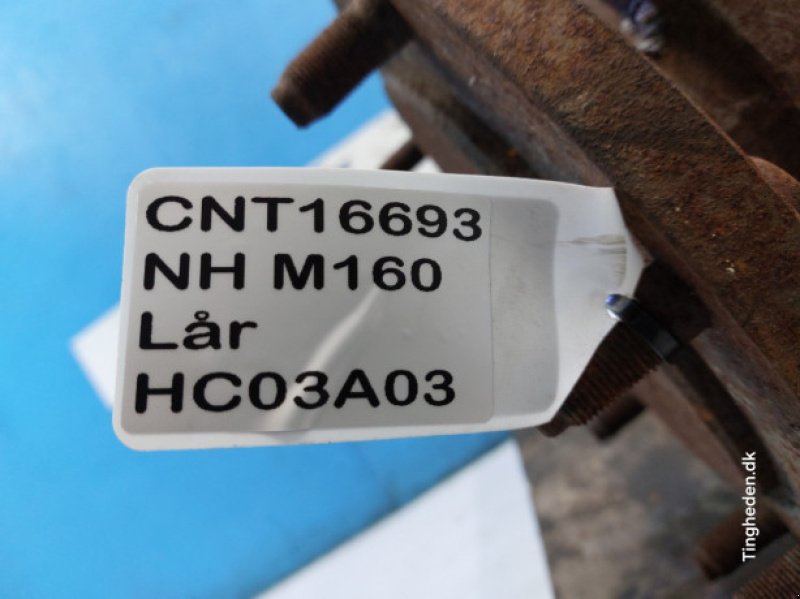 CNT16693
NH M160
Lår
HC03A03
Tingheden.dk